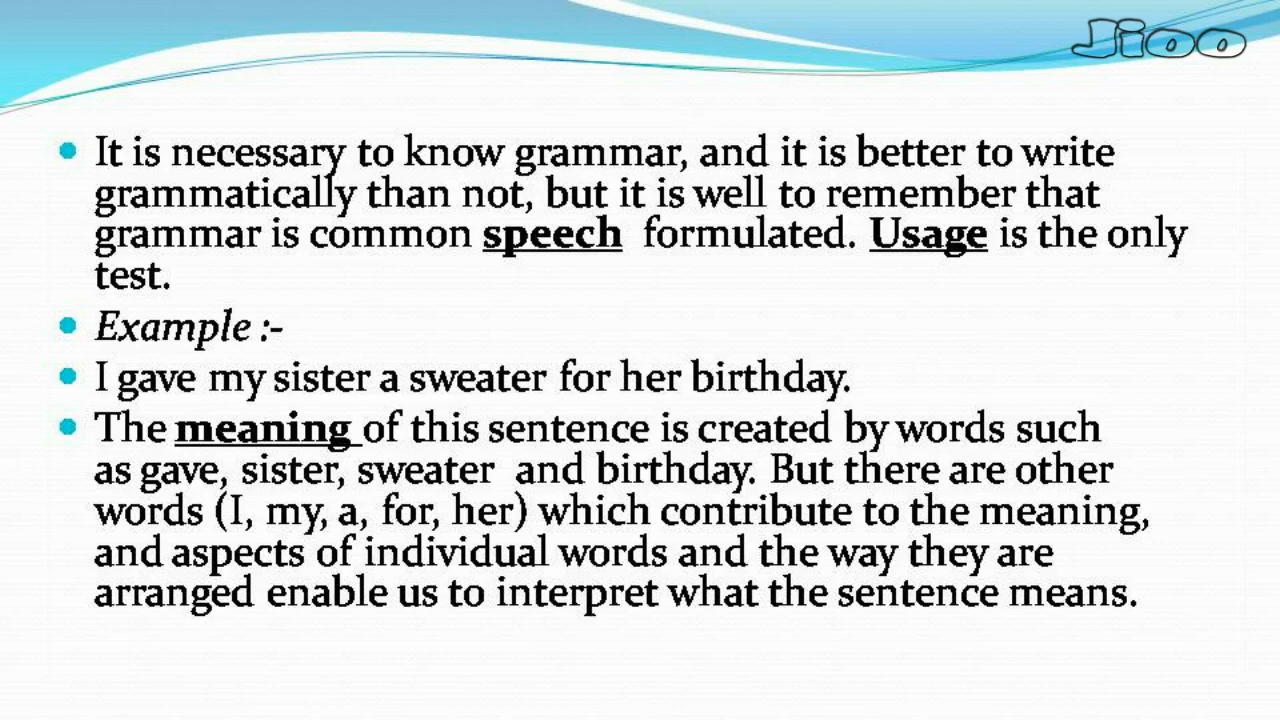 Jioo
• It is necessary to know grammar, and it is better to write
grammatically than not, but it is well to remember that
grammar is common speech formulated. Usage is the only
test.
• Example :-
• I gave my sister a sweater for her birthday.
• The meaning of this sentence is created by words such
as gave, sister, sweater and birthday. But there are other
words (I, my, a, for, her) which contribute to the meaning,
and aspects of individual words and the way they are
arranged enable us to interpret what the sentence means.